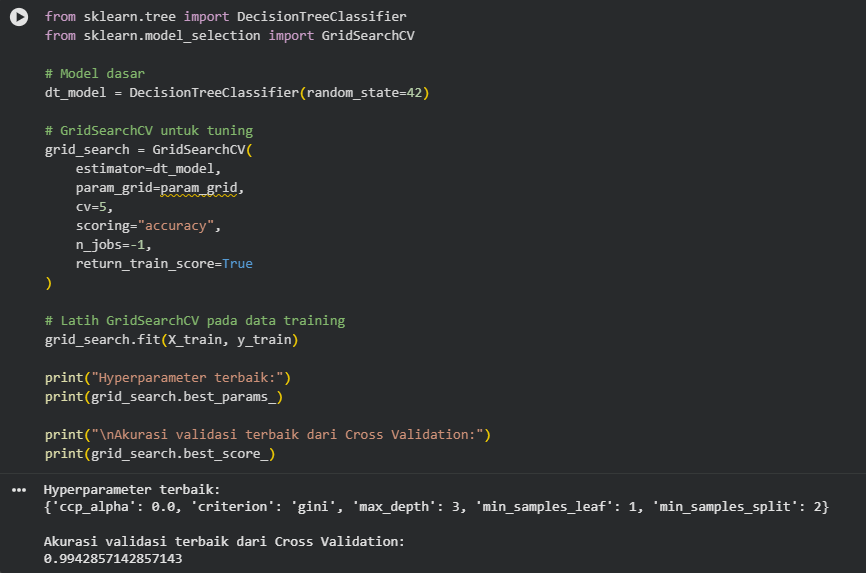 from sklearn.tree import DecisionTreeClassifier
from sklearn.model_selection import GridSearchCV
# Model dasar
dt_model = DecisionTreeClassifier(random_state=42)
# GridSearchCV untuk tuning
grid_search = GridSearchCV(
    estimator=dt_model,
    param_grid=param_grid,
    cv=5,
    scoring="accuracy",
    n_jobs=-1,
    return_train_score=True
)
# Latih GridSearchCV pada data training
grid_search.fit(X_train, y_train)
print("Hyperparameter terbaik:")
print(grid_search.best_params_)
print("\nAkurasi validasi terbaik dari Cross Validation:")
print(grid_search.best_score_)
Hyperparameter terbaik:
{'ccp_alpha': 0.0, 'criterion': 'gini', 'max_depth': 3, 'min_samples_leaf': 1, 'min_samples_split': 2}
Akurasi validasi terbaik dari Cross Validation:
0.9942857142857143